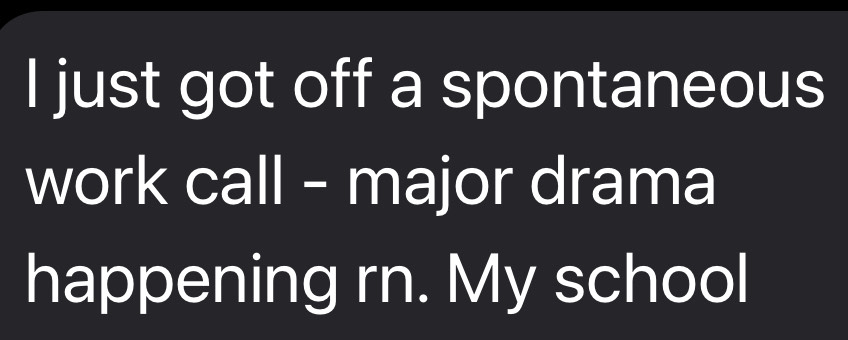 I just got off a spontaneous
work call - major drama
happening rn. My school